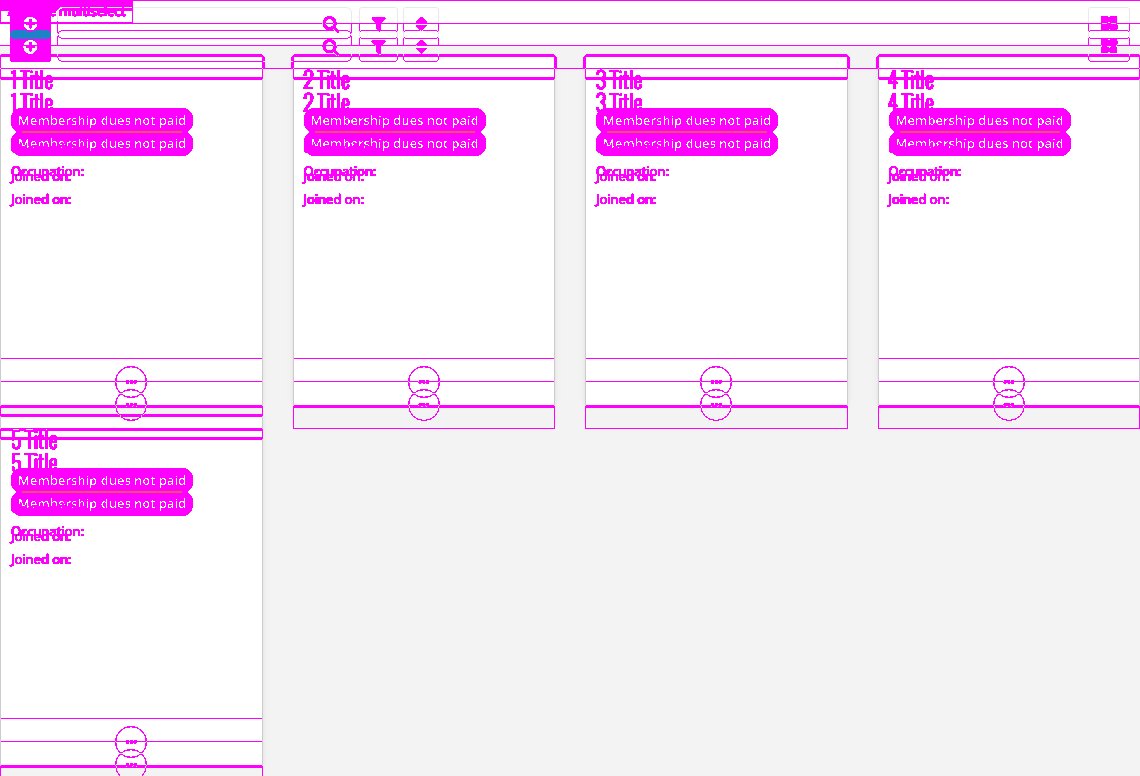 multiselect
1 Title
1 Title
Membership dues not paid
Membership dues not paid
Occupation:
Joined on:
Joined on:
2 Title
2 Title
Membership dues not paid
Membership dues not paid
Occupation:
Joined on:
Joined on:
3 Title
3 Title
Membership dues not paid
Membership dues not paid
Occupation:
Joined on:
Joined on:
4 Title
4 Title
Membership dues not paid
Membership dues not paid
Occupation:
Joined on:
Joined on:
5 Title
5 Title
Membership dues not paid
Membership dues not paid
Occupation:
Joined on:
Joined on: